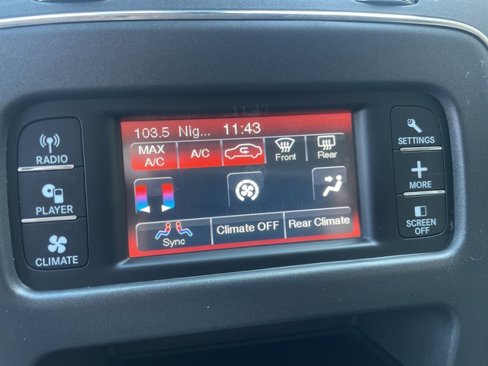 RADIO
PLAYER
CLIMATE
103.5 Nig... 11:43
MAX A/C
A/C
Front
Rear
Sync
Climate OFF
Rear Climate
SETTINGS
MORE
SCREEN
OFF